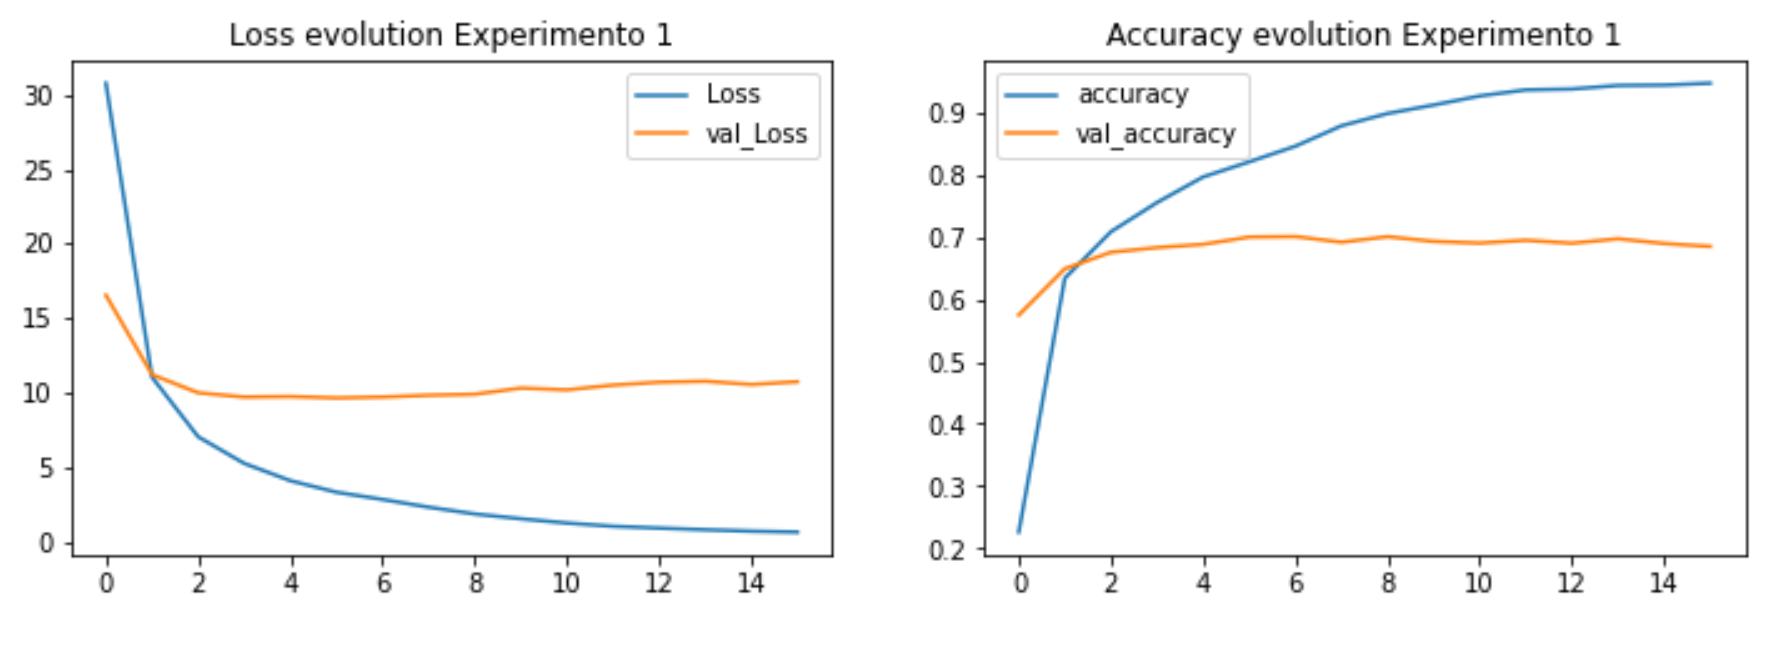 Loss evolution Experimento 1
Loss
val_Loss
30
25
20
15
10
5
0
0 2 4 6 8 10 12 14
Accuracy evolution Experimento 1
accuracy
val_accuracy
0.9
0.8
0.7
0.6
0.5
0.4
0.3
0.2
0 2 4 6 8 10 12 14